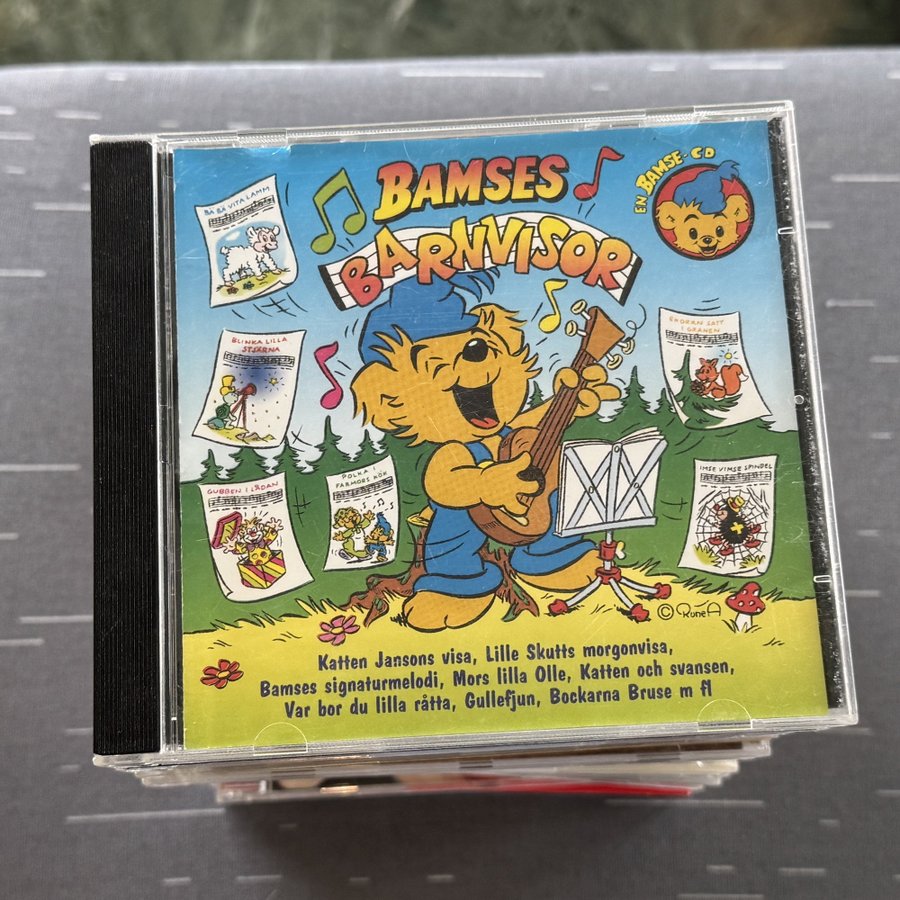 BAMSES
BARNVISOR
EN BAMSE-CD
BÄ BÄ VITA LAMM
BLINKA LILLA
STJÄRNA
EKORRN SATT
I GRANEN
GUBBEN I LÅDAN
POLKA I
FARMORS KÖK
IMSE VIMSE SPINDEL
© RUNE A
Katten Jansons visa, Lille Skutts morgonvisa,
Bamses signaturmelodi, Mors lilla Olle, Katten och svansen,
Var bor du lilla råtta, Gullefjun, Bockarna Bruse m fl